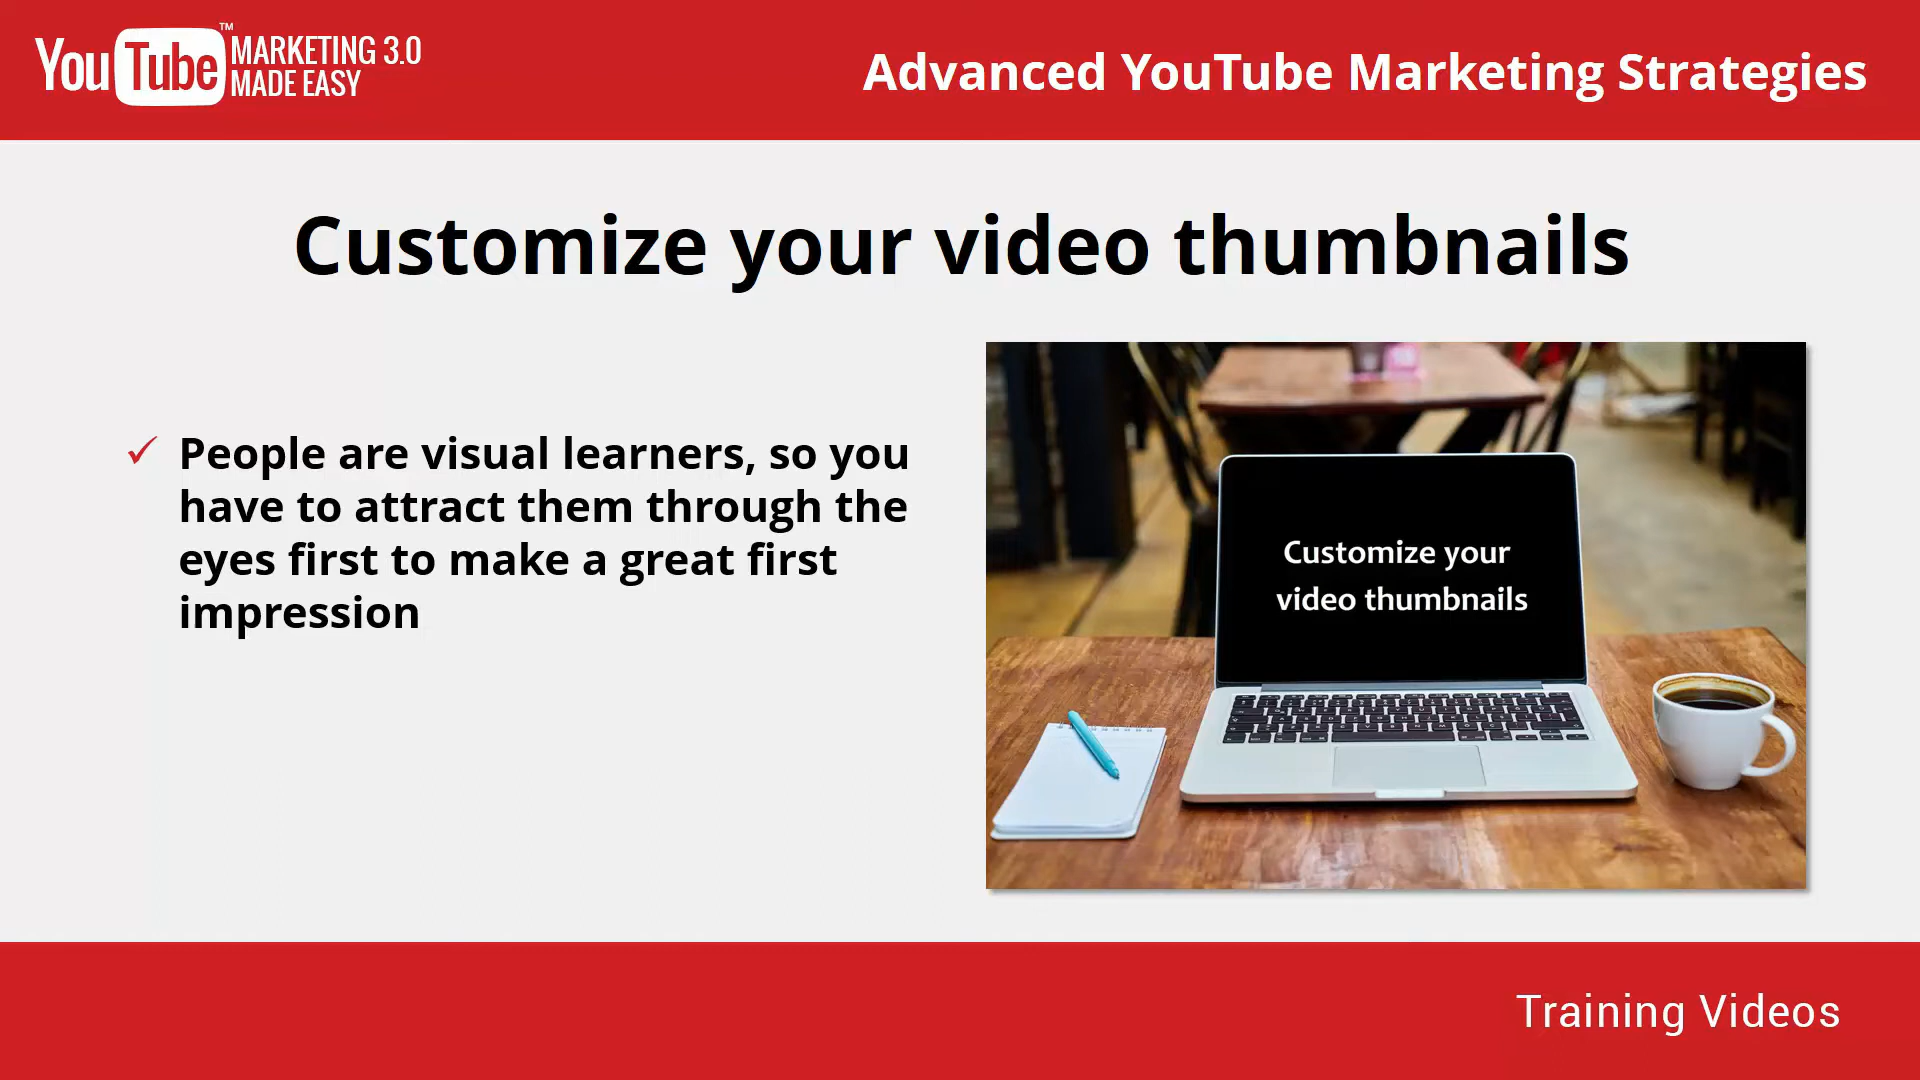 YouTube™ MARKETING 3.0
MADE EASY
Advanced YouTube Marketing Strategies
Customize your video thumbnails
✓ People are visual learners, so you
have to attract them through the
eyes first to make a great first
impression
Customize your
video thumbnails
Training Videos